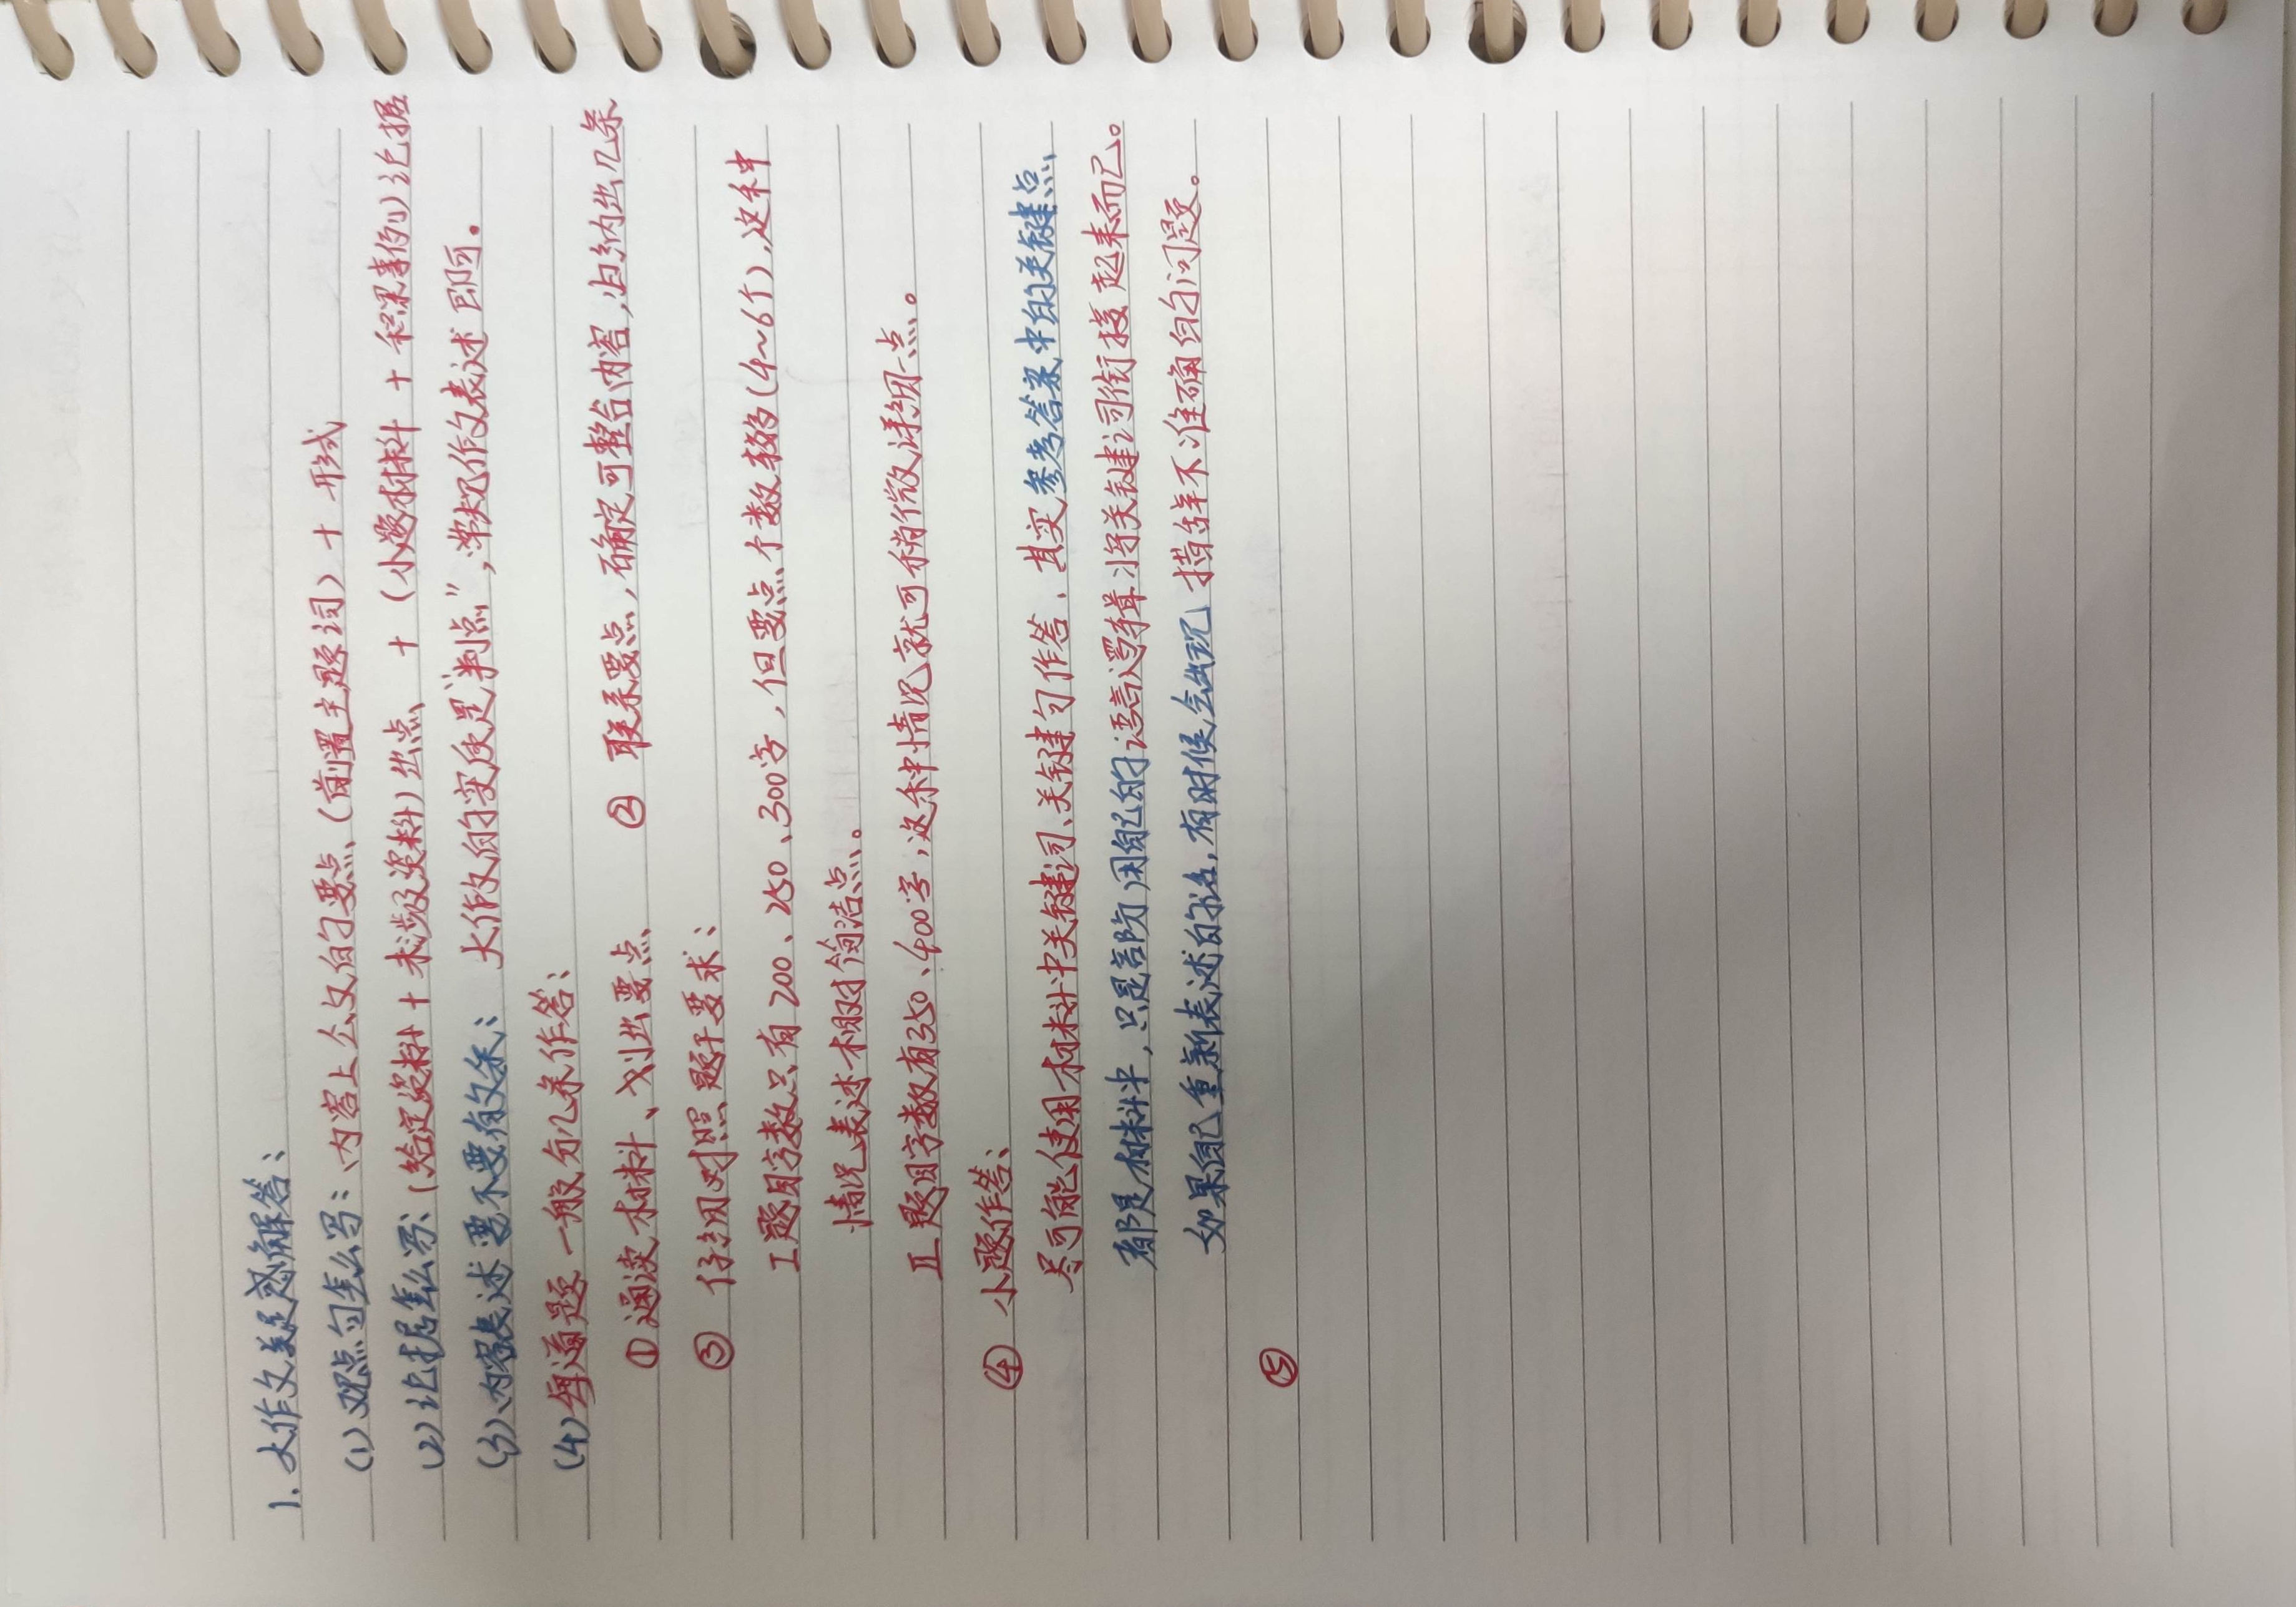 1. 大作文疑惑解答：
(1) 观点句怎么写：内容上公文的要点（前置主题词）+ 形式
(2) 论据怎么写：（给定资料 + 未涉及资料）出点 + （小题材料 + 积累事例）论据
(3) 内容表述要不要有文采： 大作文的实质是“判点”，常规作文表述即可。
(4) 每道题一般分几条作答：
① 通读材料、划出要点 ② 联系要点，确定可整合内容，归纳出几条
③ 仔细对照题干要求：
I 题目字数只有200、250、300字，但要点个数较多(4~6个)，这种
情况表述相对简洁点。
II 题目字数有350、400字，这种情况就可稍微详细一点。
④ 小题作答：
尽可能使用材料中关键词、关键句作答，其实参考答案中的关键点
都是材料中，只是 用自己的语言逻辑将关键词衔接起来而已。
如果自己重新表述的话，有时候会出现措辞不准确的问题。
⑤